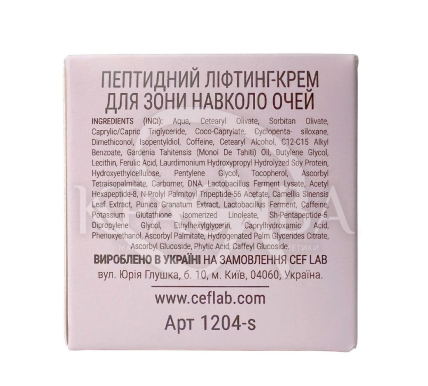 ПЕПТИДНИЙ ЛІФТИНГ-КРЕМ
ДЛЯ ЗОНИ НАВКОЛО ОЧЕЙ
INGREDIENTS (INCI): Aqua, Cetearyl Olivate, Sorbitan Olivate,
Caprylic/Capric Triglyceride, Coco-Caprylate, Cyclopenta- siloxane,
Dimethiconol, Isopentyldiol, Coffeine, Cetearyl Alcohol, C12-C15 Alkyl
Benzoate, Gardenia Tahitensis (Monoi De Tahiti) Oil, Butylene Glycol,
Lecithin, Ferulic Acid, Laurdimonium Hydroxypropyl Hydrolyzed Soy Protein,
Hydroxyethylcellulose, Pentylene Glycol, Tocopherol, Ascorbyl
Tetraisopalmitate, Carbomer, DNA, Lactobacillus Ferment Lysate, Acety
Hexapeptide-8, N-Prolyl Palmitoyl Tripeptide-56 Acetate, Camellis Sinensis
Leaf Extract, Punica Granatum Extract, Lactobacillus Ferment, Caffeine,
Potassium Glutathione Isomerized Linoleate, Sh-Pentapeptide-5
Dipropylene Glycol, Ethylhexylglycerin, Caprylhydroxamic Acid,
Phenoxyethanol, Ascorbyl Palmitate, Hydrogenated Palm Glycerides Citrate,
Ascorbyl Glucoside, Phytic Acid, Caffeyl Glucoside.
ВИРОБЛЕНО В УКРАЇНІ НА ЗАМОВЛЕННЯ CEF LAB
вул. Юрія Глушка, б. 10, м. Київ, 04060, Україна.
www.ceflab.com
Арт 1204-s